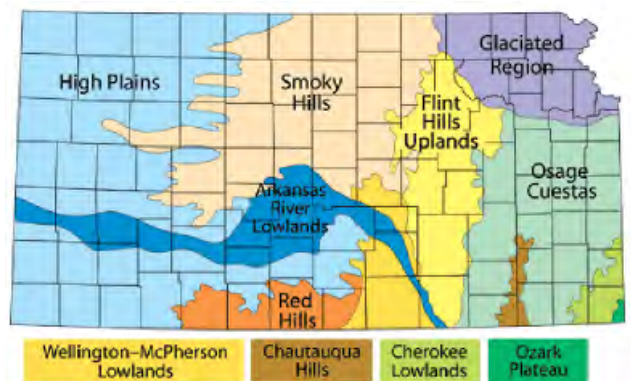 Glaciated
Region
High Plains
Smoky
Hills
Flint
Hills
Uplands
Osage
Cuestas
Arkansas
River
Lowlands
Red
Hills
Wellington–McPherson
Lowlands
Chautauqua
Hills
Cherokee
Lowlands
Ozark
Plateau